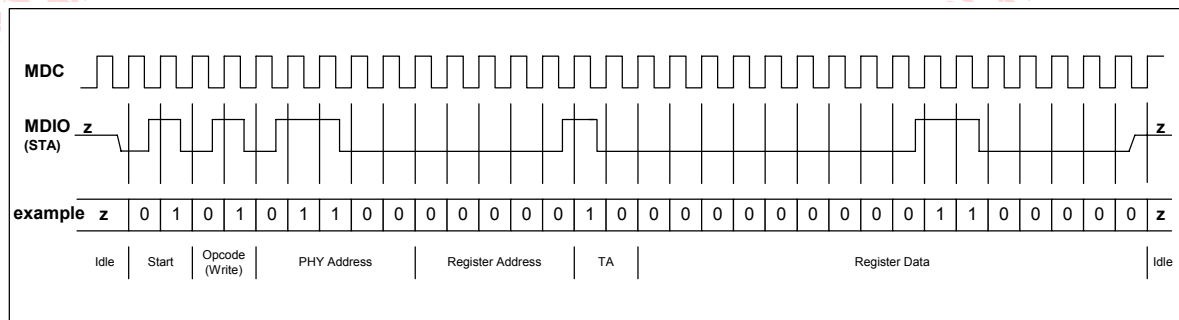 MDC
MDIO z z
(STA)
example z 0 1 0 1 0 1 1 0 0 0 0 0 0 0 1 0 0 0 0 0 0 0 0 0 0 1 1 0 0 0 0 0 z
Idle Start Opcode (Write) PHY Address Register Address TA Register Data Idle